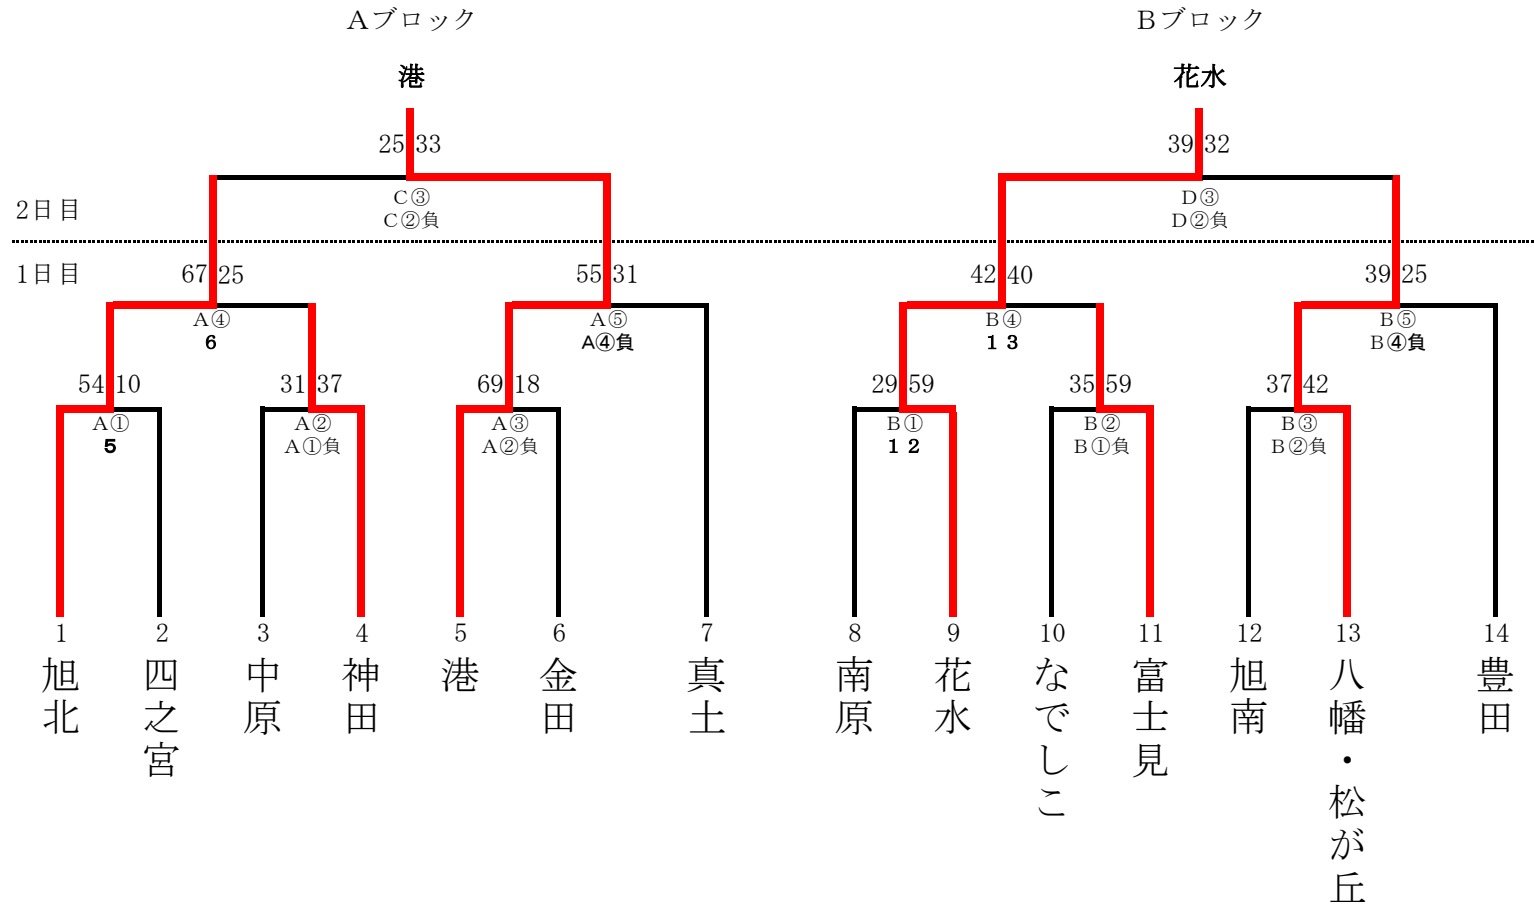 Aブロック Bブロック
港 花水
25 33 39 32
C③ D③
C②負 D②負
2日目
1日目 67 25 55 31 42 40 39 25
A④ A⑤ B④ B⑤
6 A④負 13 B④負
54 10 31 37 69 18 29 59 35 59 37 42
A① A② A③ B① B② B③
5 A①負 A②負 12 B①負 B②負
1 2 3 4 5 6 7 8 9 10 11 12 13 14
旭北
四之宮
中原
神田
港
金田
真土
南原
花水
なでしこ
富士見
旭南
八幡・松が丘
豊田